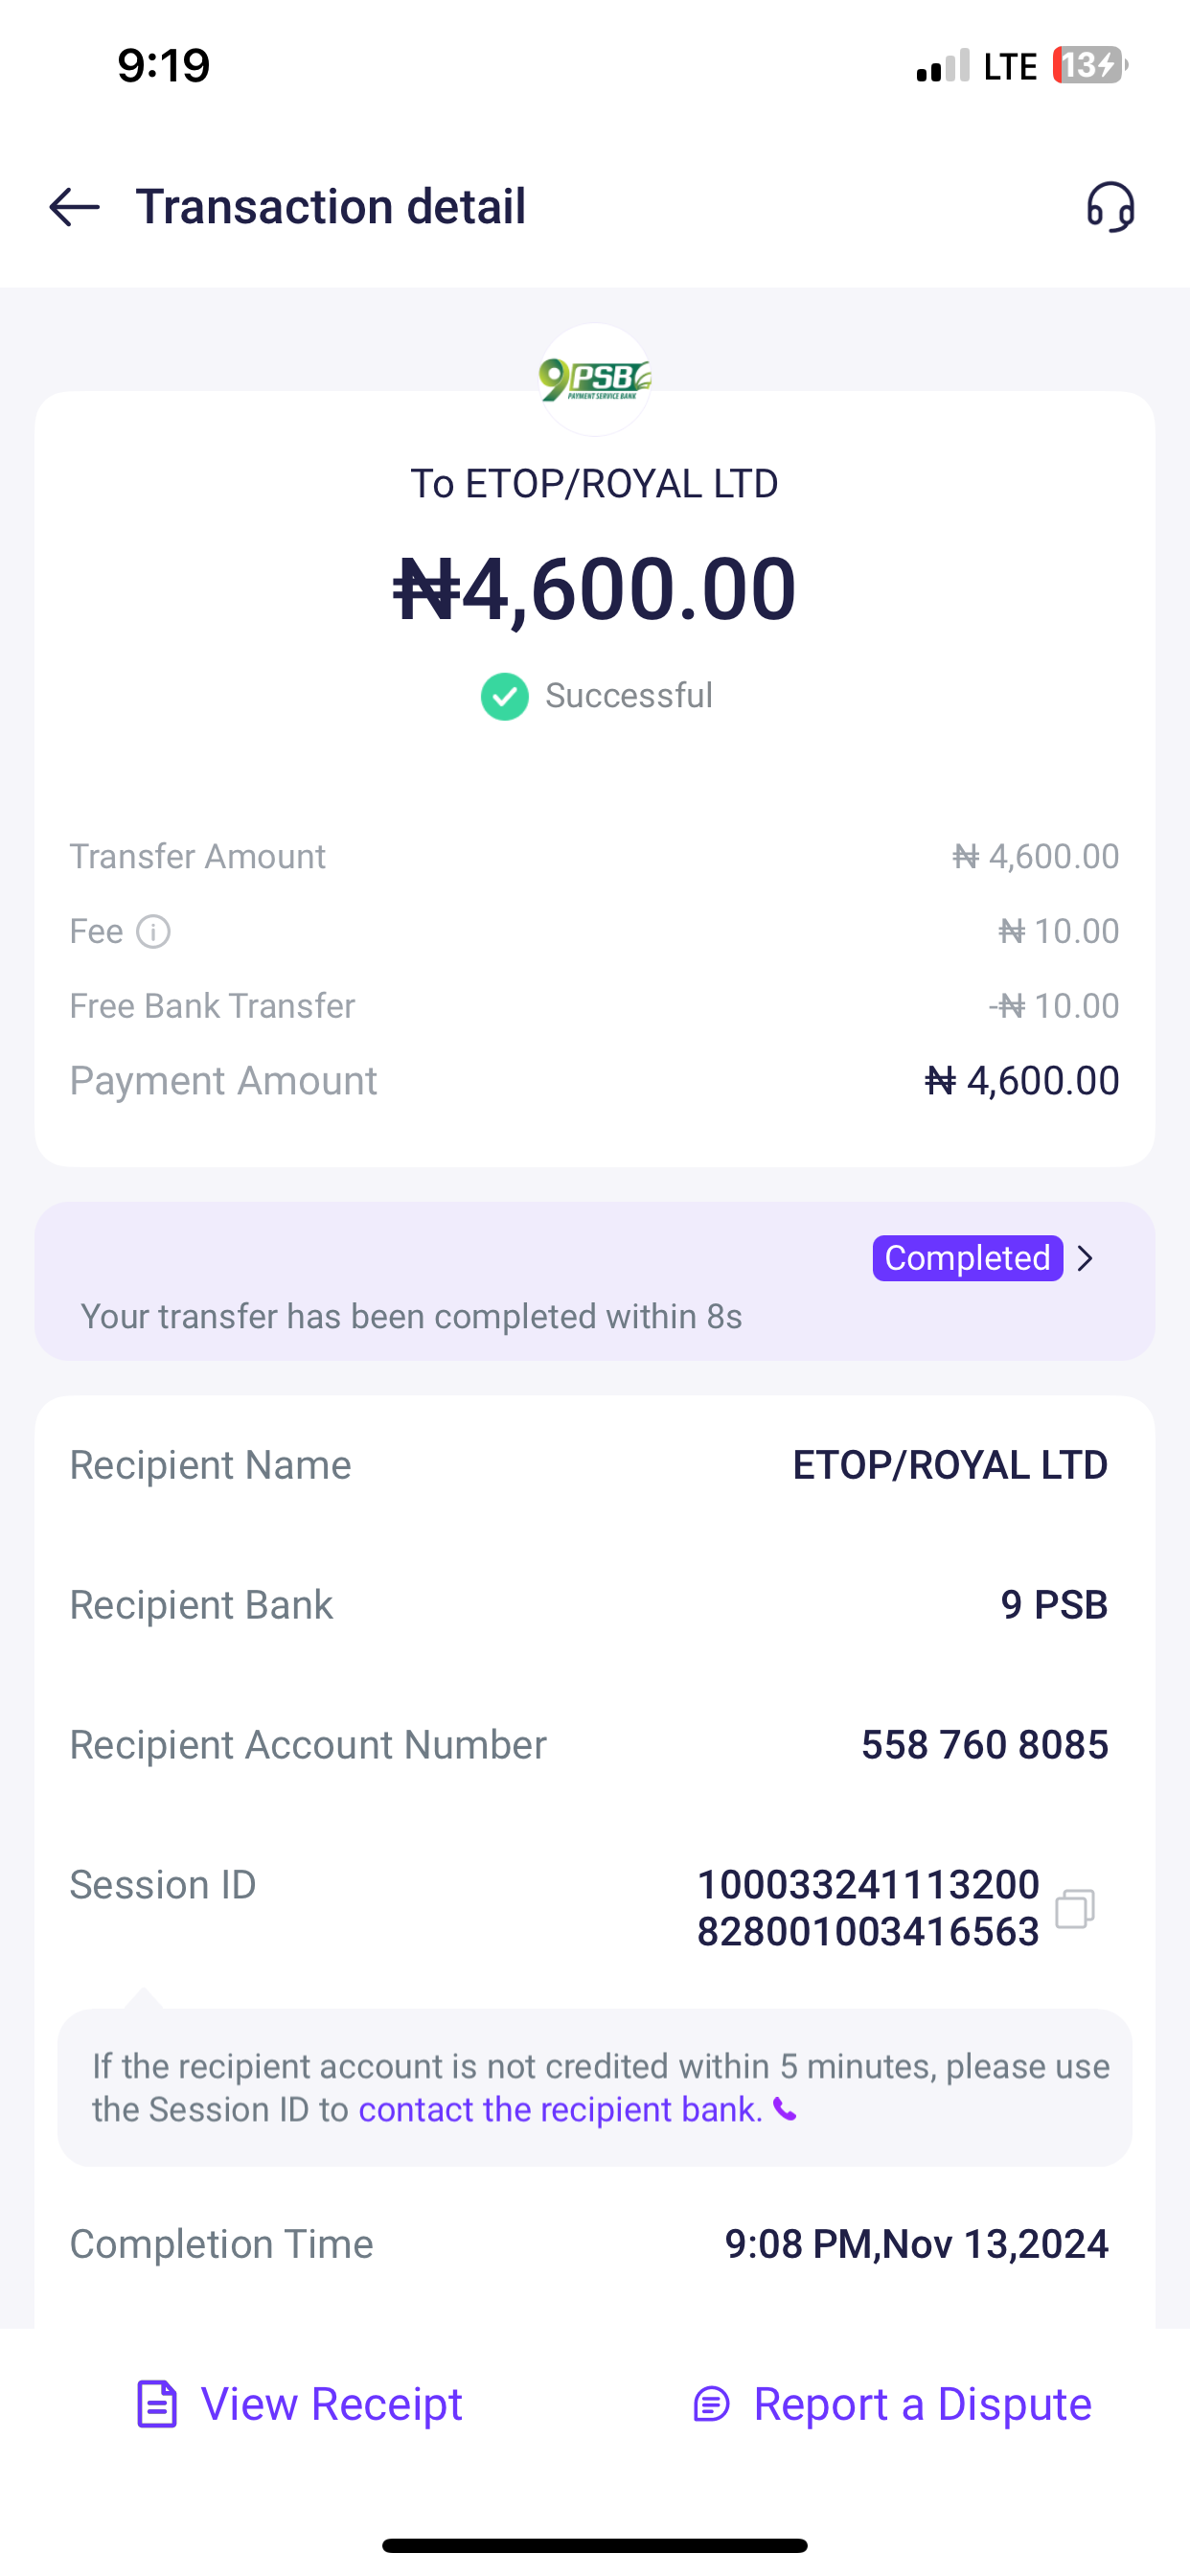 9:19
LTE 13
Transaction detail
9PSB
PAYMENT SERVICE BANK
To ETOP/ROYAL LTD
₦4,600.00
Successful
Transfer Amount ₦ 4,600.00
Fee ₦ 10.00
Free Bank Transfer -₦ 10.00
Payment Amount ₦ 4,600.00
Completed
Your transfer has been completed within 8s
Recipient Name ETOP/ROYAL LTD
Recipient Bank 9 PSB
Recipient Account Number 558 760 8085
Session ID 100033241113200
828001003416563
If the recipient account is not credited within 5 minutes, please use
the Session ID to contact the recipient bank.
Completion Time 9:08 PM,Nov 13,2024
View Receipt Report a Dispute